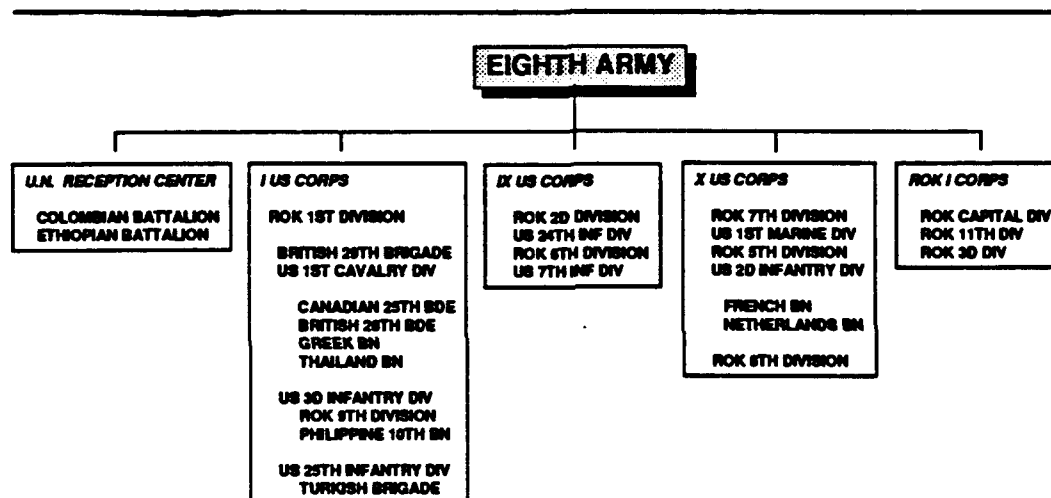 EIGHTH ARMY
U.N. RECEPTION CENTER
COLOMBIAN BATTALION
ETHIOPIAN BATTALION
I US CORPS
ROK 1ST DIVISION
BRITISH 29TH BRIGADE
US 1ST CAVALRY DIV
CANADIAN 25TH BDE
BRITISH 28TH BDE
GREEK BN
THAILAND BN
US 3D INFANTRY DIV
ROK 9TH DIVISION
PHILIPPINE 10TH BN
US 25TH INFANTRY DIV
TURKISH BRIGADE
IX US CORPS
ROK 2D DIVISION
US 24TH INF DIV
ROK 6TH DIVISION
US 7TH INF DIV
X US CORPS
ROK 7TH DIVISION
US 1ST MARINE DIV
ROK 5TH DIVISION
US 2D INFANTRY DIV
FRENCH BN
NETHERLANDS BN
ROK 8TH DIVISION
ROK I CORPS
ROK CAPITAL DIV
ROK 11TH DIV
ROK 3D DIV